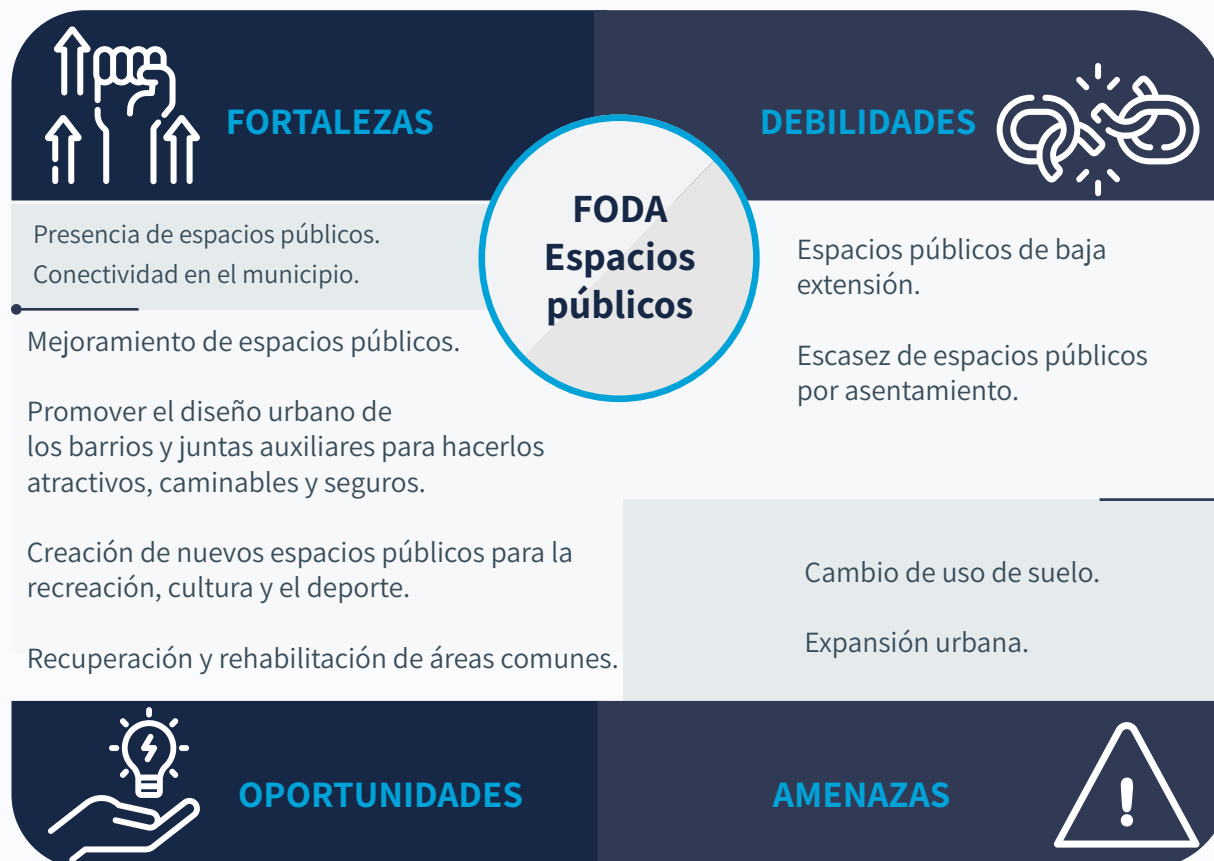 FORTALEZAS
Presencia de espacios públicos.
Conectividad en el municipio.
DEBILIDADES
Espacios públicos de baja
extensión.
Escasez de espacios públicos
por asentamiento.
FODA
Espacios
públicos
Mejoramiento de espacios públicos.
Promover el diseño urbano de
los barrios y juntas auxiliares para hacerlos
atractivos, caminables y seguros.
Creación de nuevos espacios públicos para la
recreación, cultura y el deporte.
Recuperación y rehabilitación de áreas comunes.
OPORTUNIDADES
Cambio de uso de suelo.
Expansión urbana.
AMENAZAS